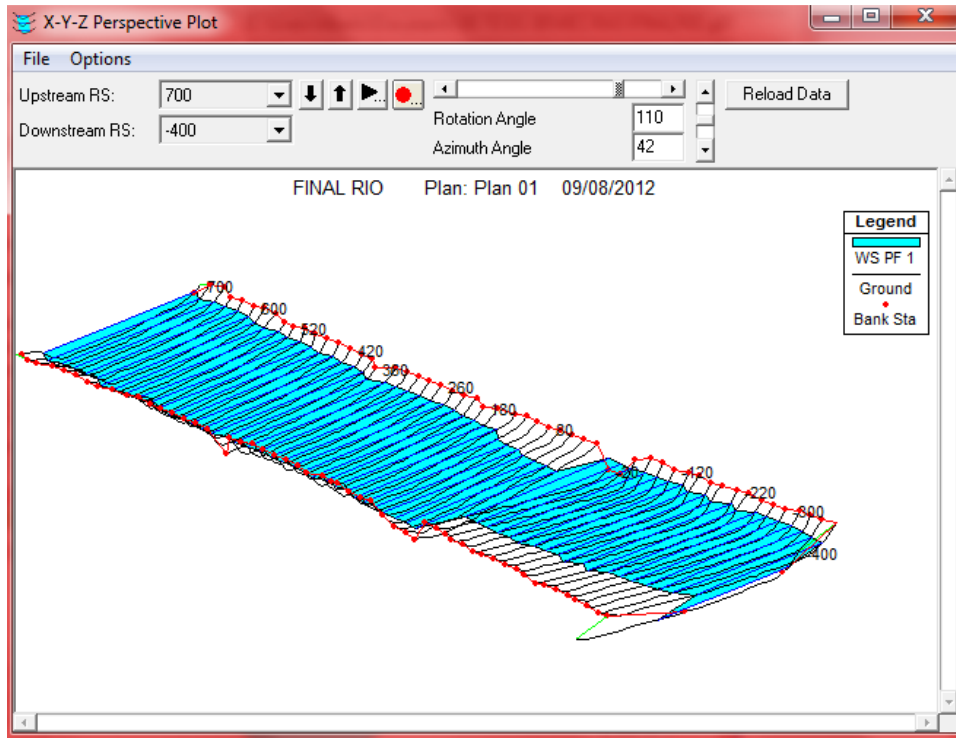 X-Y-Z Perspective Plot
File Options
Upstream RS: 700
Downstream RS: -400
Rotation Angle 110
Azimuth Angle 42
Reload Data
FINAL RIO Plan: Plan 01 09/08/2012
Legend
WS PF 1
Ground
Bank Sta
700
600
520
420
360
260
180
80
-20
-120
-220
-300
-400